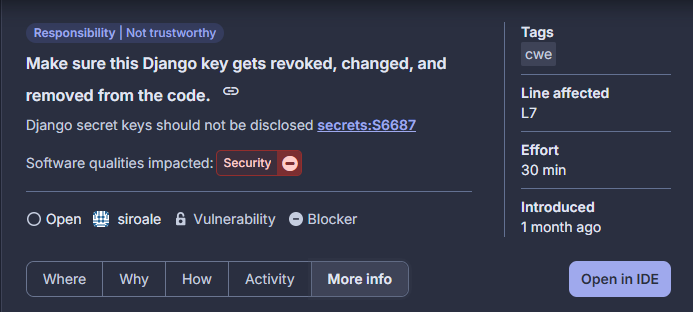 Responsibility | Not trustworthy
Make sure this Django key gets revoked, changed, and
removed from the code.
Django secret keys should not be disclosed secrets:S6687
Software qualities impacted: Security
Open siroale Vulnerability Blocker
Where Why How Activity More info
Tags
cwe
Line affected
L7
Effort
30 min
Introduced
1 month ago
Open in IDE